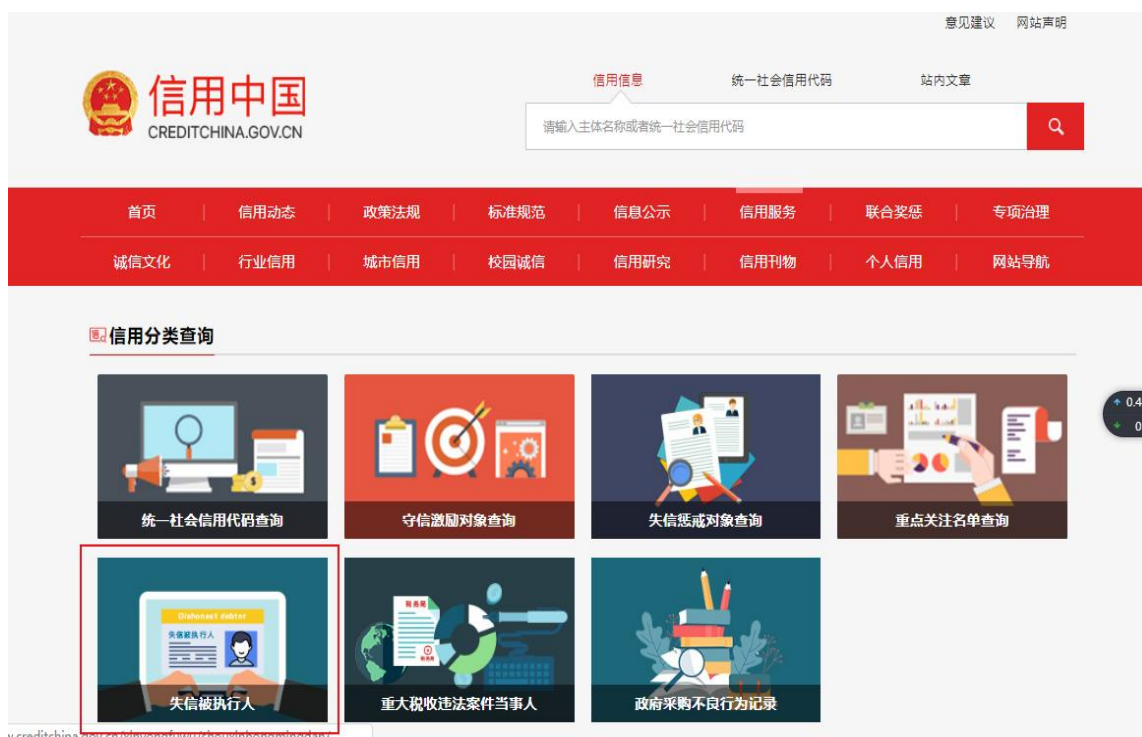 意见建议 网站声明
信用中国
CREDITCHINA.GOV.CN
信用信息 统一社会信用代码 站内文章
请输入主体名称或者统一社会信用代码
首页 信用动态 政策法规 标准规范 信息公示 信用服务 联合奖惩 专项治理
诚信文化 行业信用 城市信用 校园诚信 信用研究 信用刊物 个人信用 网站导航
信用分类查询
统一社会信用代码查询 守信激励对象查询 失信惩戒对象查询 重点关注名单查询
0.4
0
Dishonest debtor
失信被执行人
税务局
失信被执行人 重大税收违法案件当事人 政府采购不良行为记录